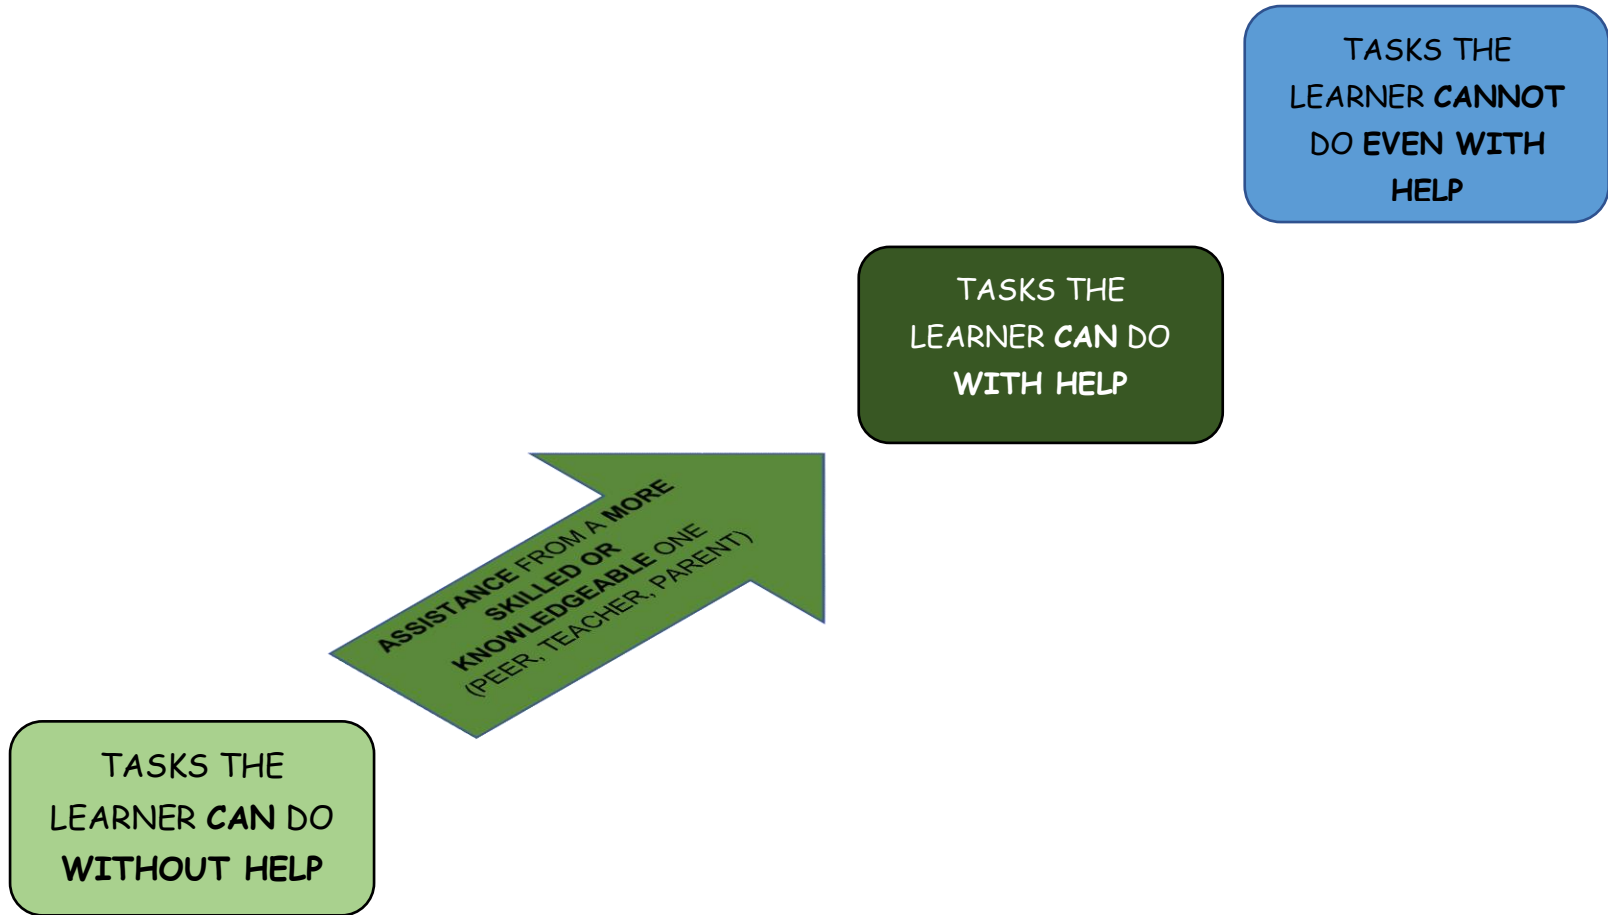 TASKS THE
LEARNER CANNOT
DO EVEN WITH
HELP
TASKS THE
LEARNER CAN DO
WITH HELP
ASSISTANCE FROM A MORE
SKILLED OR
KNOWLEDGEABLE ONE
(PEER, TEACHER, PARENT)
TASKS THE
LEARNER CAN DO
WITHOUT HELP